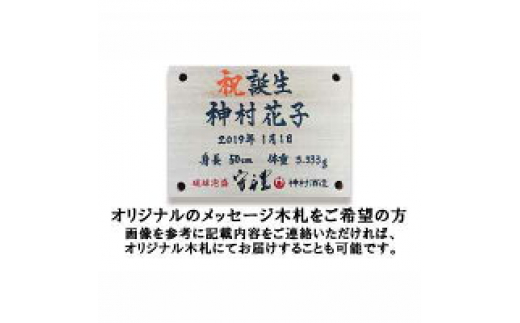 祝誕生
神村花子
2019年 1月1日
身長 50cm 体重 3.333g
琉球泡盛 守禮 神村酒造
オリジナルのメッセージ木札をご希望の方
画像を参考に記載内容をご連絡いただければ、
オリジナル木札にてお届けすることも可能です。